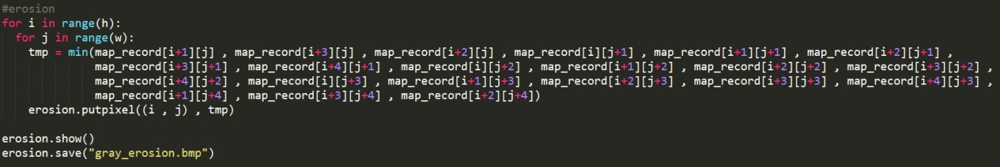 #erosion
for i in range(h):
  for j in range(w):
    tmp = min(map_record[i+1][j] , map_record[i+3][j] , map_record[i+2][j] , map_record[i][j+1] , map_record[i+1][j+1] , map_record[i+2][j+1] ,
              map_record[i+3][j+1] , map_record[i+4][j+1] , map_record[i][j+2] , map_record[i+1][j+2] , map_record[i+2][j+2] , map_record[i+3][j+2] ,
              map_record[i+4][j+2] , map_record[i][j+3] , map_record[i+1][j+3] , map_record[i+2][j+3] , map_record[i+3][j+3] , map_record[i+4][j+3] ,
              map_record[i+1][j+4] , map_record[i+3][j+4] , map_record[i+2][j+4])
    erosion.putpixel((i , j) , tmp)

erosion.show()
erosion.save("gray_erosion.bmp")